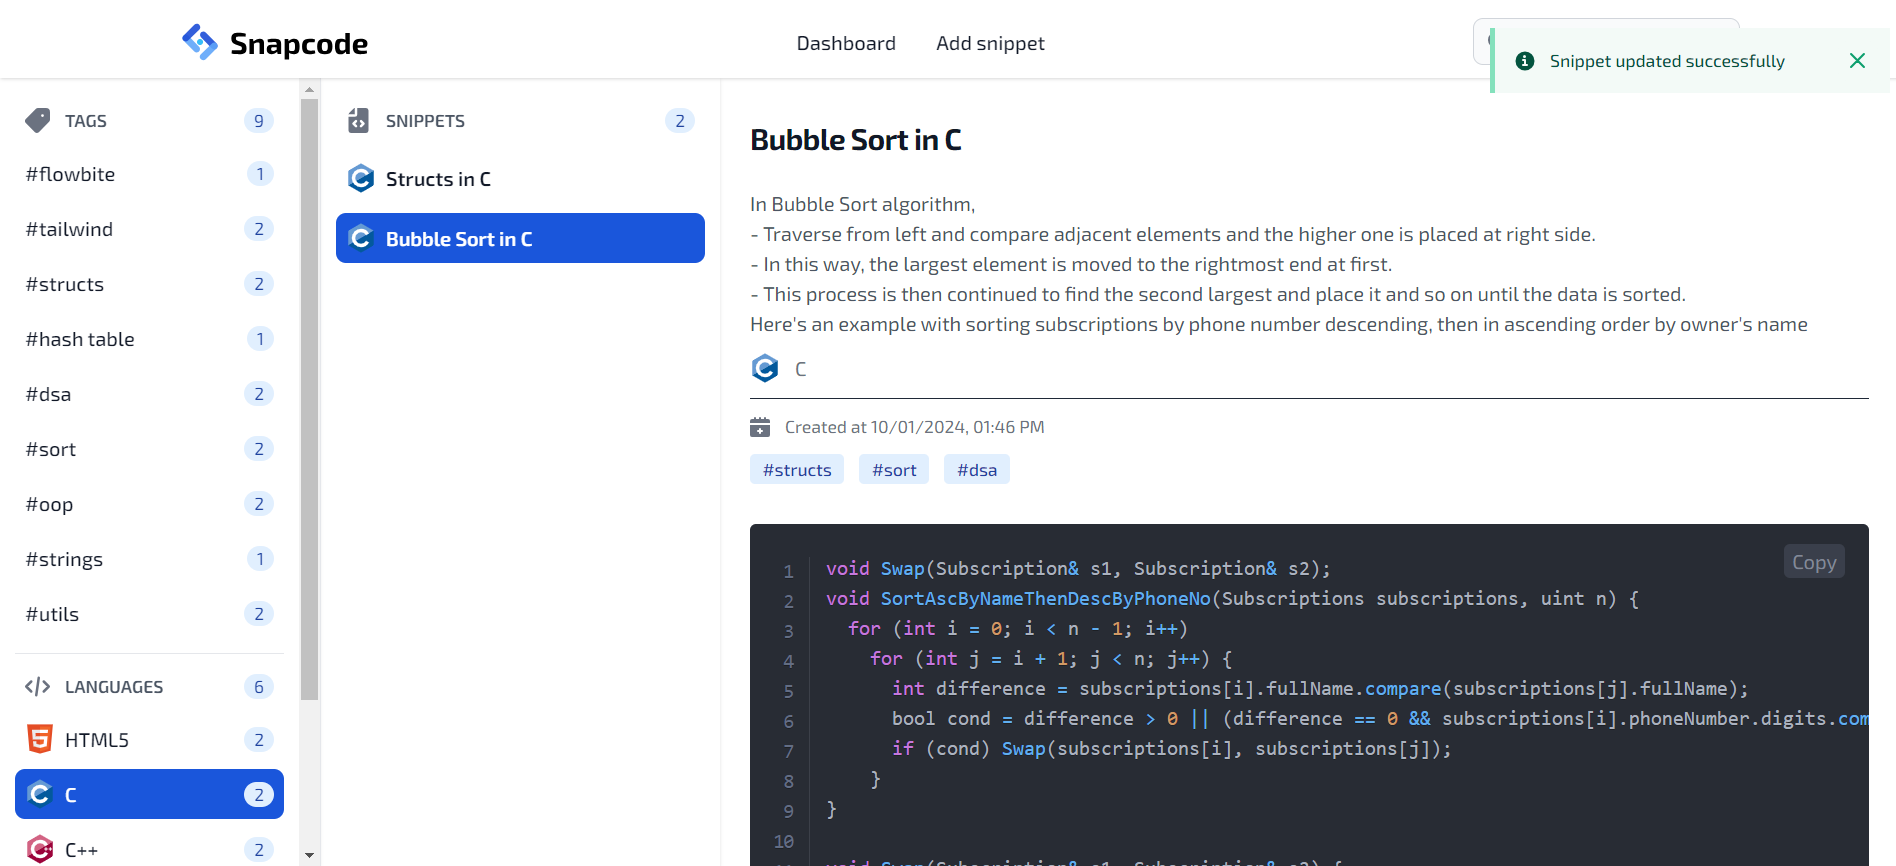 Snapcode
Dashboard
Add snippet
Snippet updated successfully
TAGS 9
#flowbite 1
#tailwind 2
#structs 2
#hash table 1
#dsa 2
#sort 2
#oop 2
#strings 1
#utils 2
LANGUAGES 6
HTML5 2
C 2
C++ 2
SNIPPETS 2
Structs in C
Bubble Sort in C
Bubble Sort in C
In Bubble Sort algorithm,
- Traverse from left and compare adjacent elements and the higher one is placed at right side.
- In this way, the largest element is moved to the rightmost end at first.
- This process is then continued to find the second largest and place it and so on until the data is sorted.
Here's an example with sorting subscriptions by phone number descending, then in ascending order by owner's name
C
Created at 10/01/2024, 01:46 PM
#structs #sort #dsa
Copy
1 void Swap(Subscription& s1, Subscription& s2);
2 void SortAscByNameThenDescByPhoneNo(Subscriptions subscriptions, uint n) {
3 for (int i = 0; i < n - 1; i++)
4 for (int j = i + 1; j < n; j++) {
5 int difference = subscriptions[i].fullName.compare(subscriptions[j].fullName);
6 bool cond = difference > 0 || (difference == 0 && subscriptions[i].phoneNumber.digits.com
7 if (cond) Swap(subscriptions[i], subscriptions[j]);
8 }
9 }
10